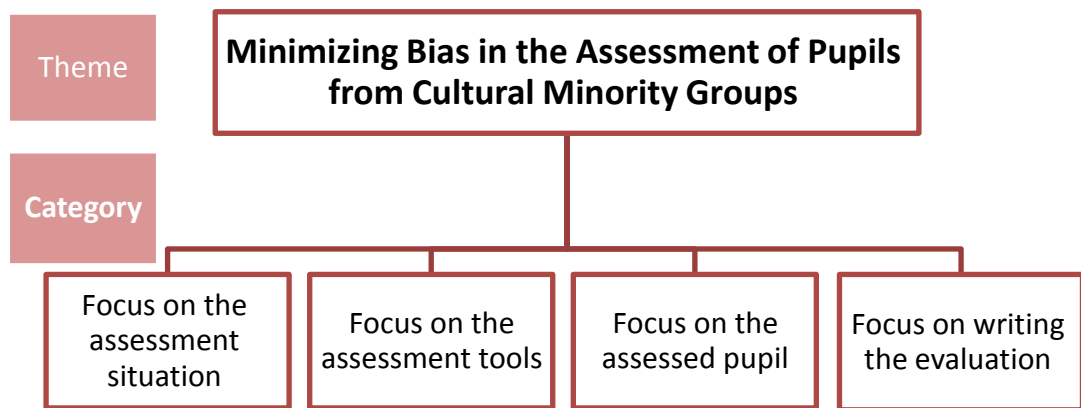 Theme
Minimizing Bias in the Assessment of Pupils
from Cultural Minority Groups
Category
Focus on the
assessment
situation
Focus on the
assessment tools
Focus on the
assessed pupil
Focus on writing
the evaluation